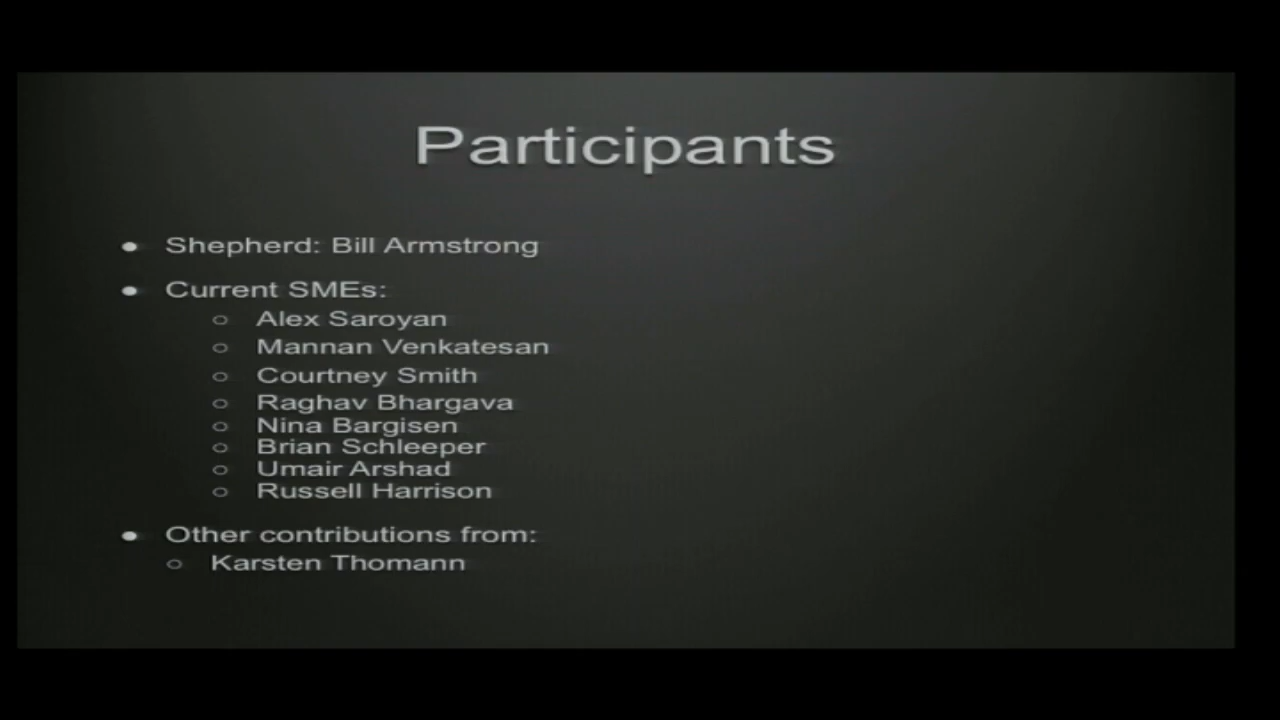 Participants
Shepherd: Bill Armstrong
Current SMEs:
Alex Saroyan
Mannan Venkatesan
Courtney Smith
Raghav Bhargava
Nina Bargisen
Brian Schleeper
Umair Arshad
Russell Harrison
Other contributions from:
Karsten Thomann